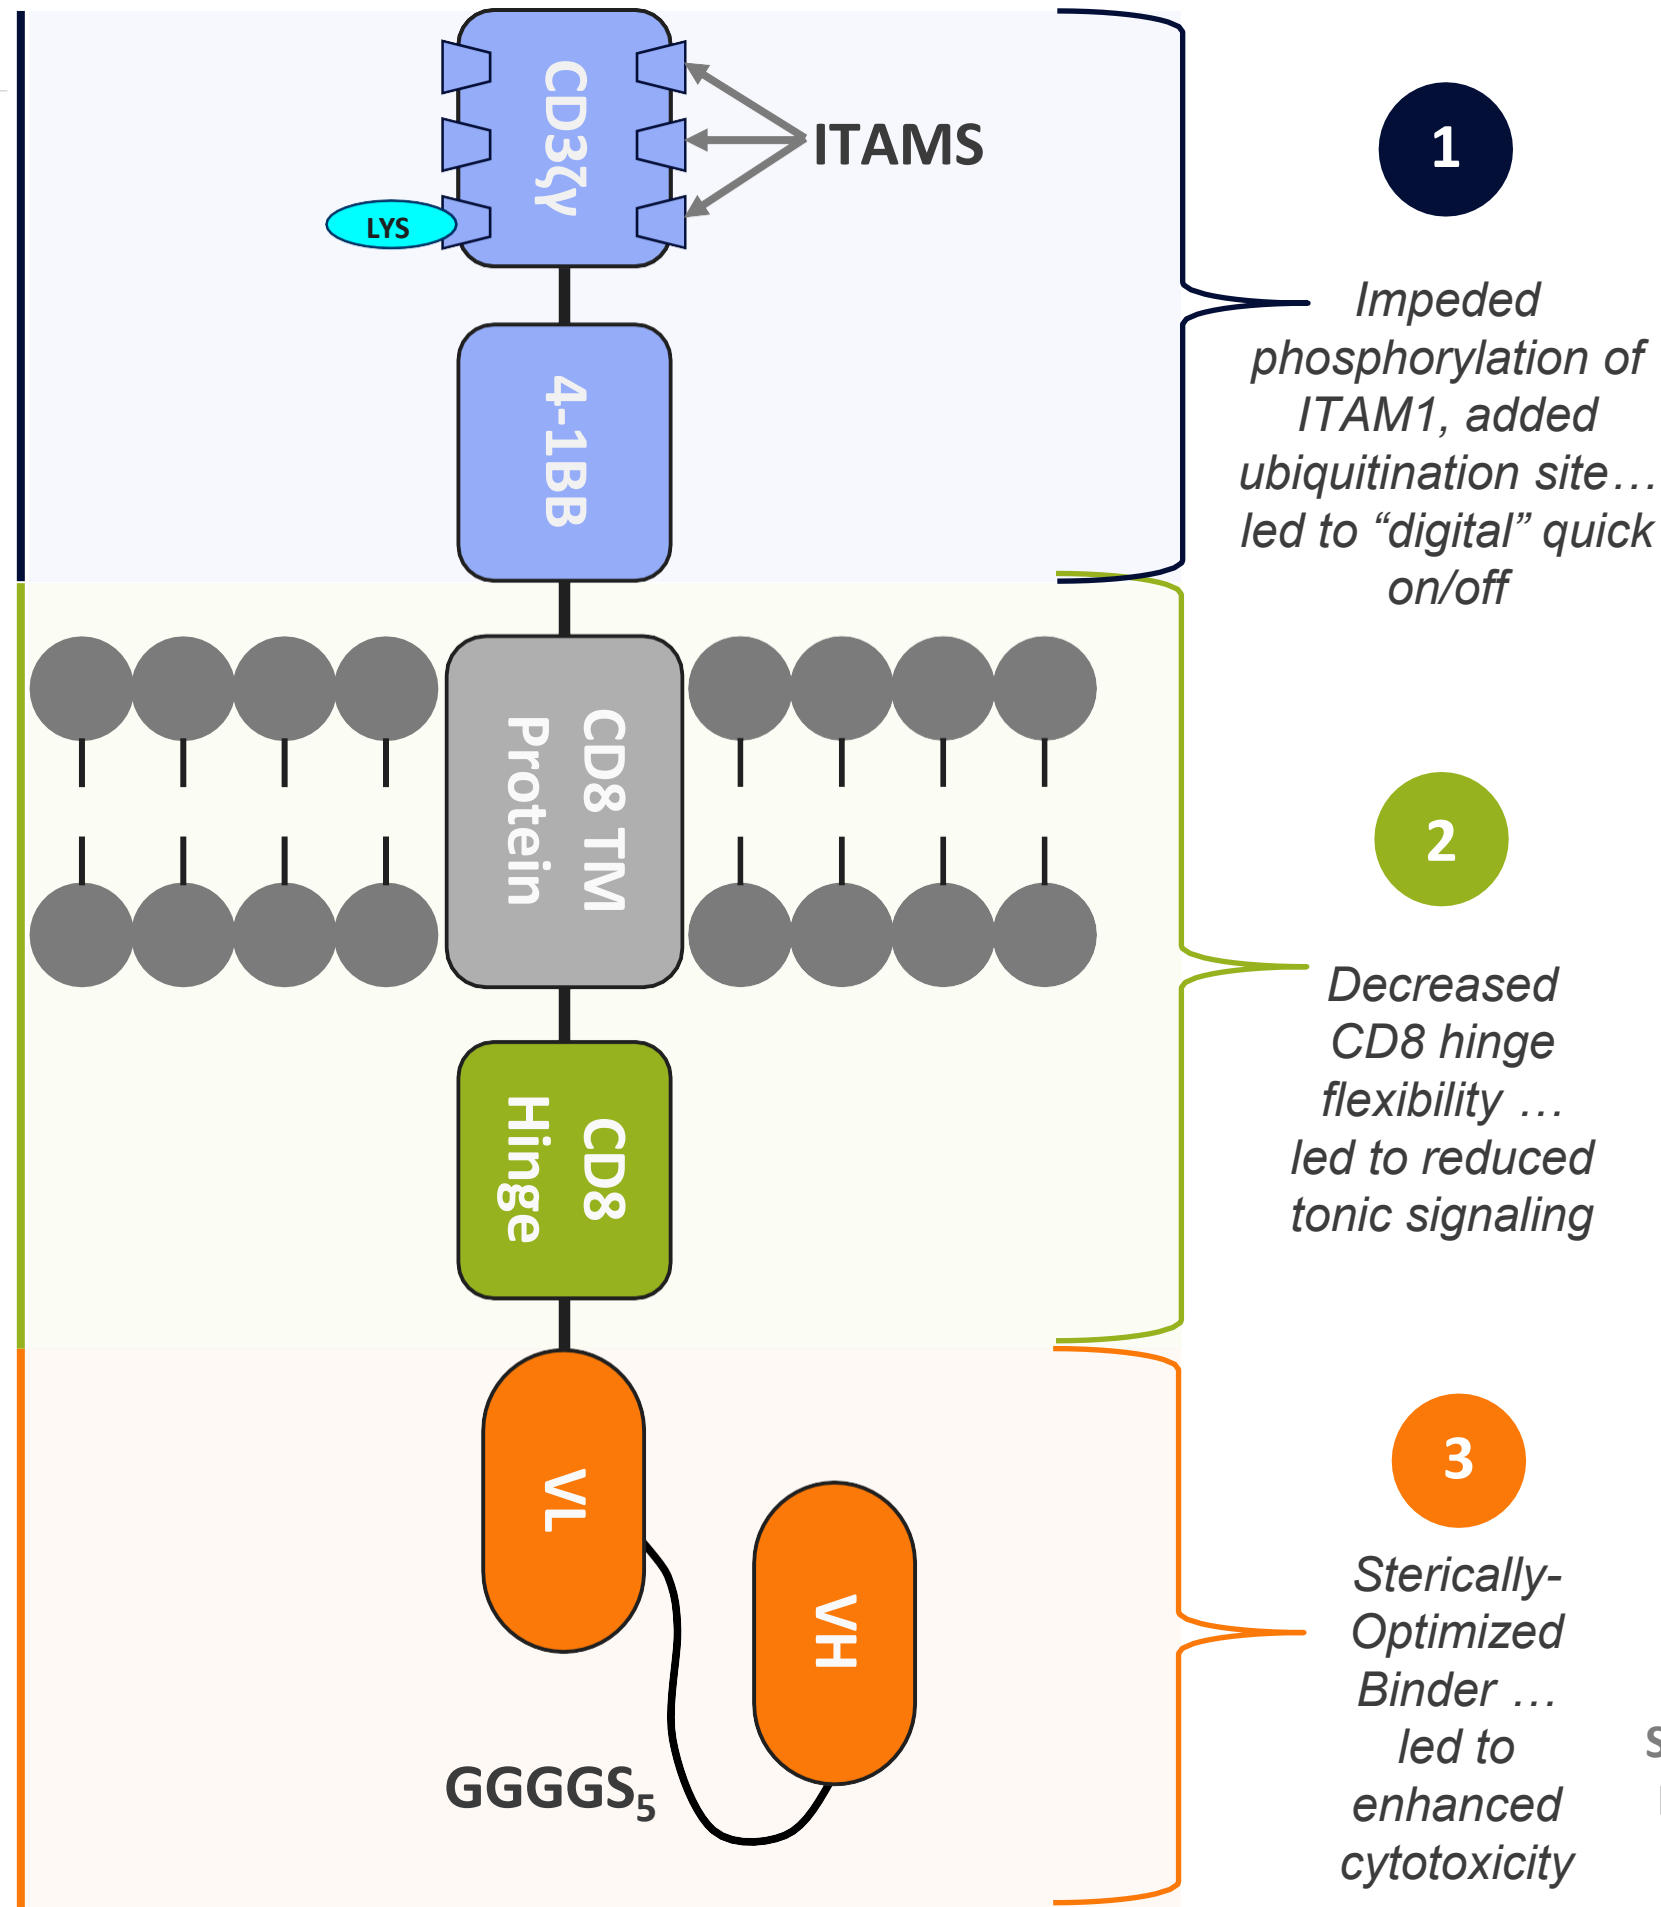 CD3ζγ
ITAMS
LYS
4-1BB
CD8 TM
Protein
CD8
Hinge
VL
VH
GGGGS5
1
Impeded
phosphorylation of
ITAM1, added
ubiquitination site…
led to “digital” quick
on/off
2
Decreased
CD8 hinge
flexibility …
led to reduced
tonic signaling
3
Sterically-
Optimized
Binder …
led to
enhanced
cytotoxicity